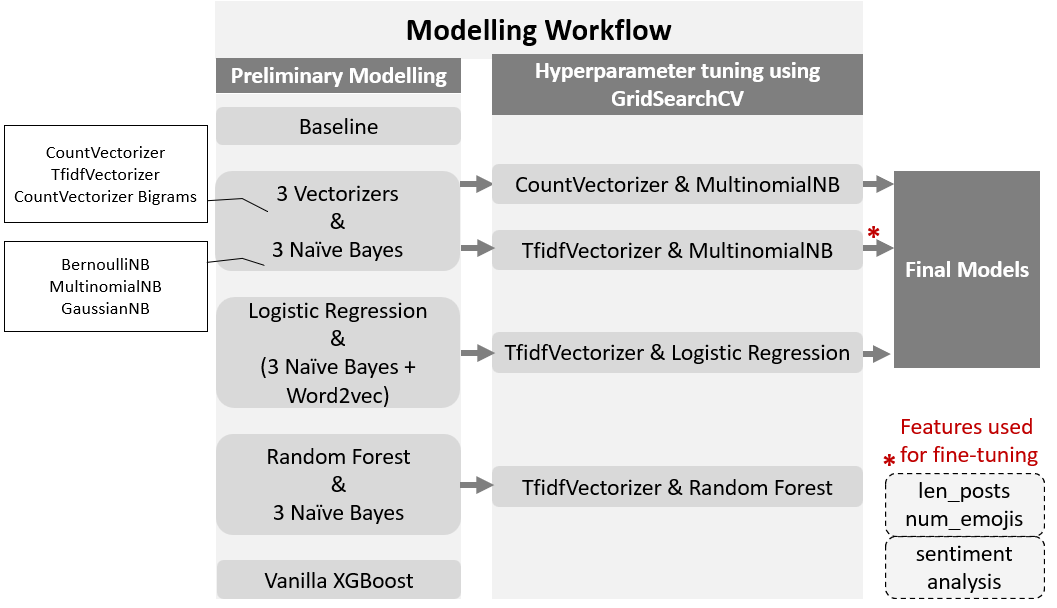 Modelling Workflow
Preliminary Modelling
Hyperparameter tuning using
GridSearchCV
Baseline
CountVectorizer
TfidfVectorizer
CountVectorizer Bigrams
BernoulliNB
MultinomialNB
GaussianNB
3 Vectorizers
&
3 Naïve Bayes
Logistic Regression
&
(3 Naïve Bayes +
Word2vec)
Random Forest
&
3 Naïve Bayes
Vanilla XGBoost
CountVectorizer & MultinomialNB
TfidfVectorizer & MultinomialNB
*
TfidfVectorizer & Logistic Regression
TfidfVectorizer & Random Forest
Final Models
Features used
* for fine-tuning
len_posts
num_emojis
sentiment
analysis